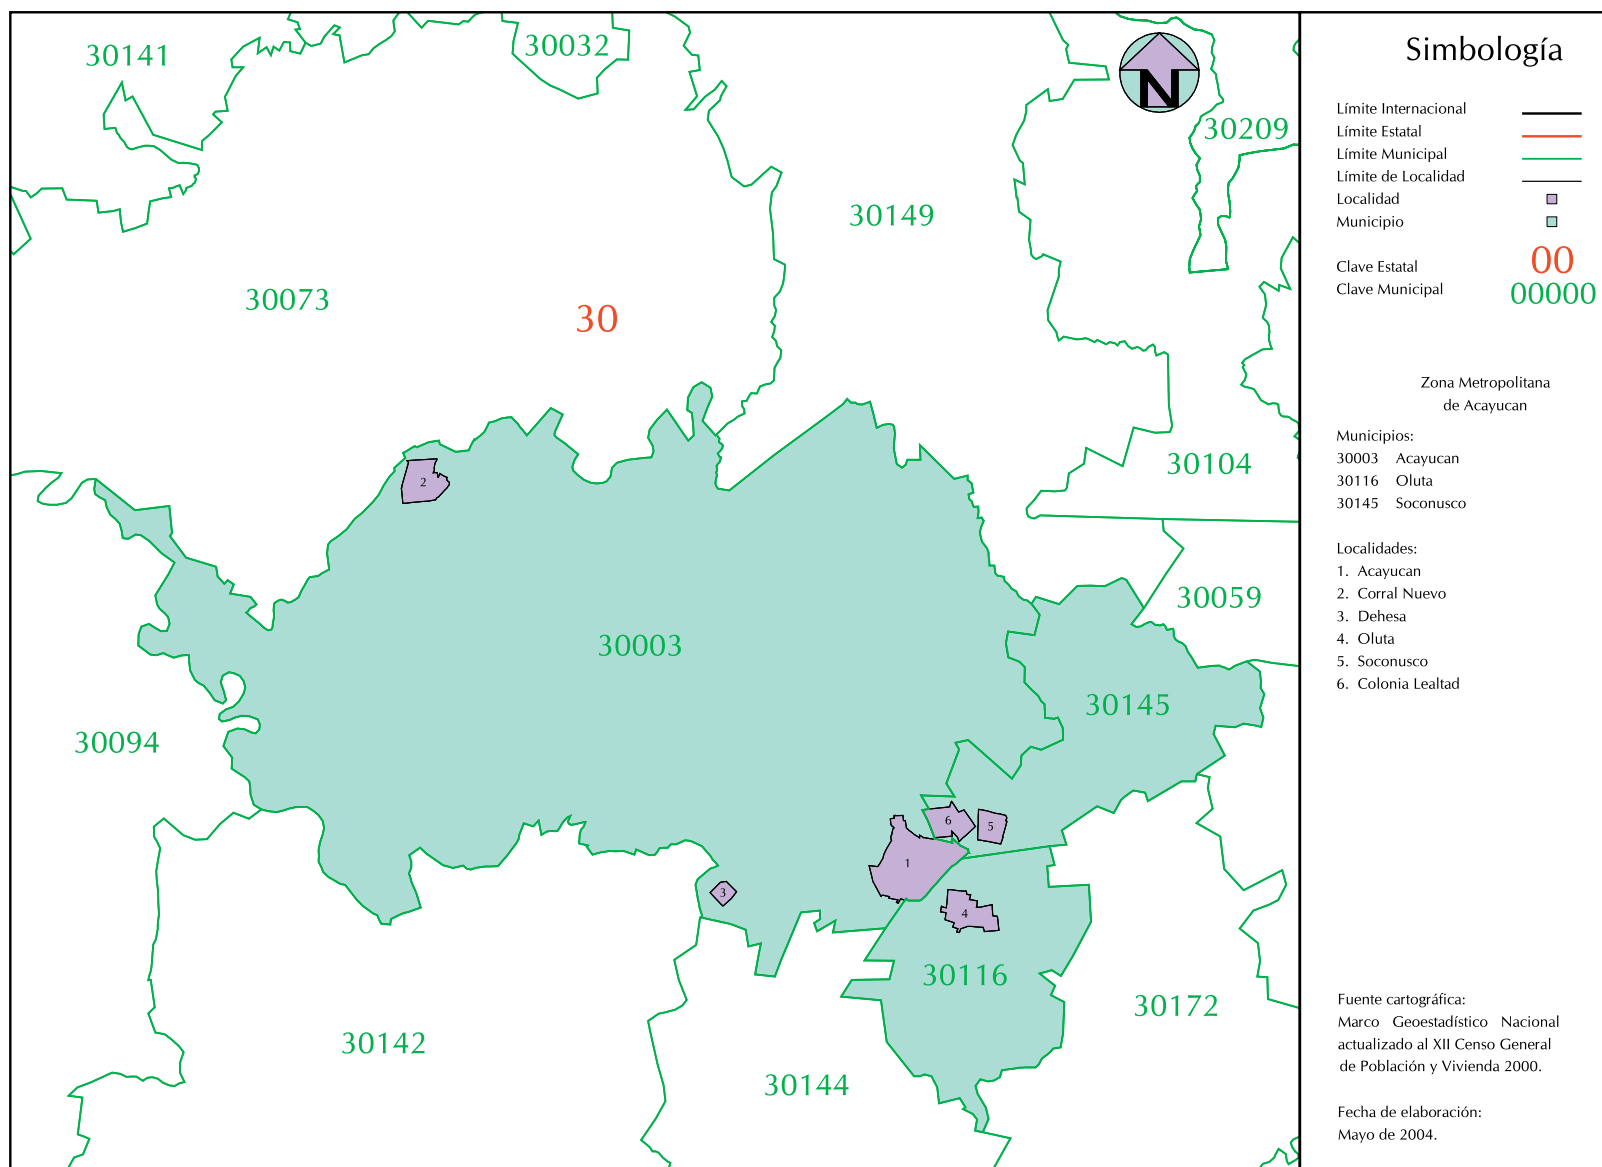 30141
30032
N
30209
30149
30073
30
30104
2
30059
30003
30145
30094
6
5
1
3
4
30116
30172
30142
30144
Simbología
Límite Internacional
Límite Estatal
Límite Municipal
Límite de Localidad
Localidad
Municipio
Clave Estatal 00
Clave Municipal 00000
Zona Metropolitana
de Acayucan
Municipios:
30003 Acayucan
30116 Oluta
30145 Soconusco
Localidades:
1. Acayucan
2. Corral Nuevo
3. Dehesa
4. Oluta
5. Soconusco
6. Colonia Lealtad
Fuente cartográfica:
Marco Geoestadístico Nacional
actualizado al XII Censo General
de Población y Vivienda 2000.
Fecha de elaboración:
Mayo de 2004.